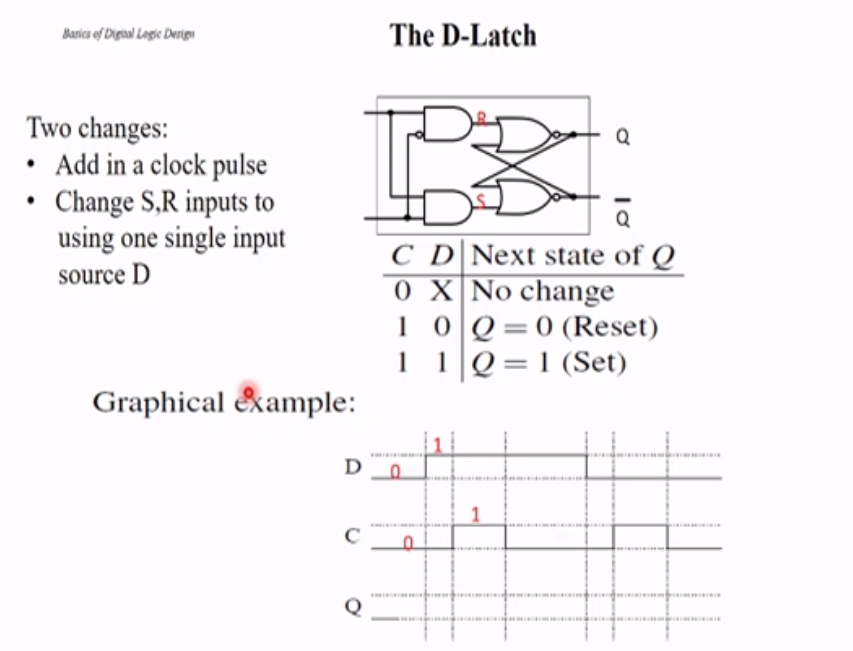 Basics of Digital Logic Design
The D-Latch
Two changes:
• Add in a clock pulse
• Change S,R inputs to
using one single input
source D
R
Q
S
Q̅
C D Next state of Q
0 X No change
1 0 Q = 0 (Reset)
1 1 Q = 1 (Set)
Graphical example:
1
D 0
1
C 0
Q